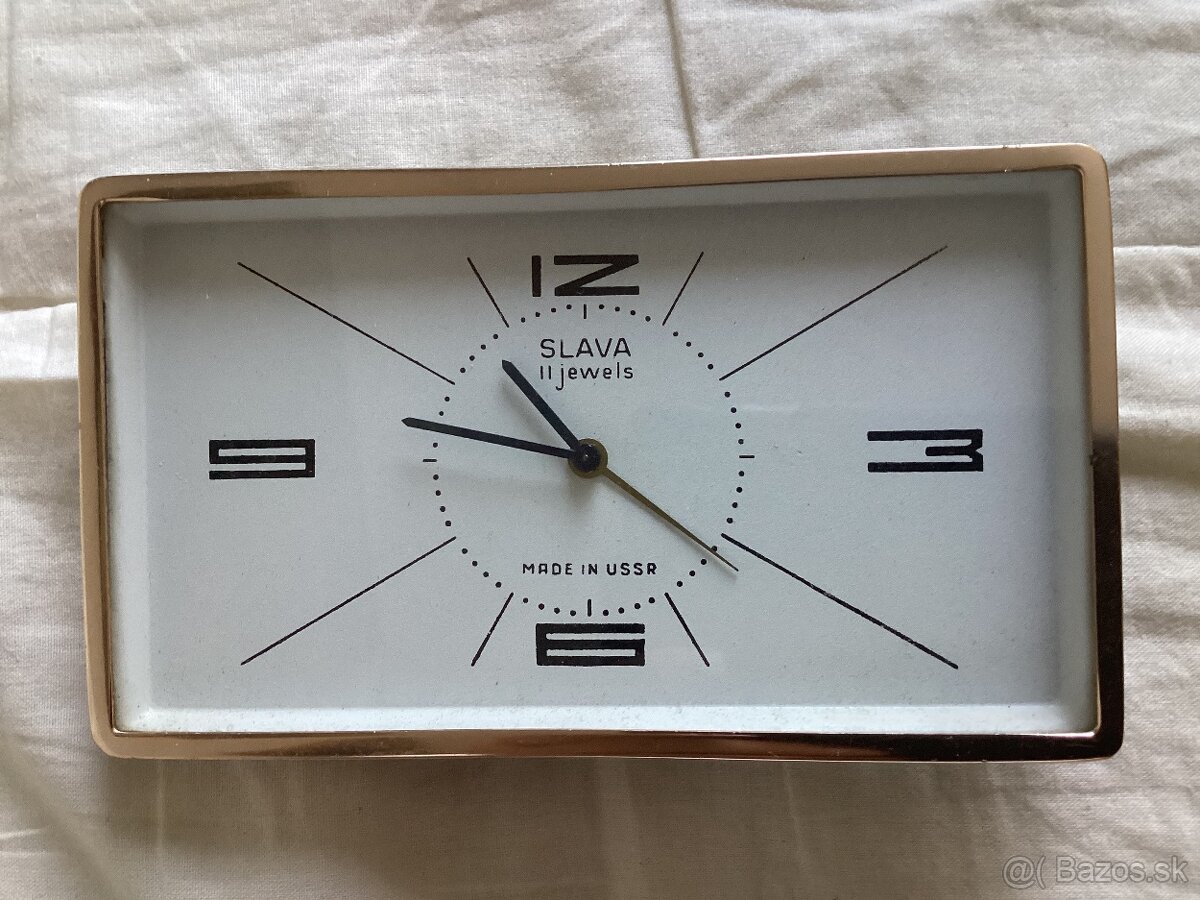 12
SLAVA
11 jewels
9
3
MADE IN USSR
6
@( Bazos.sk